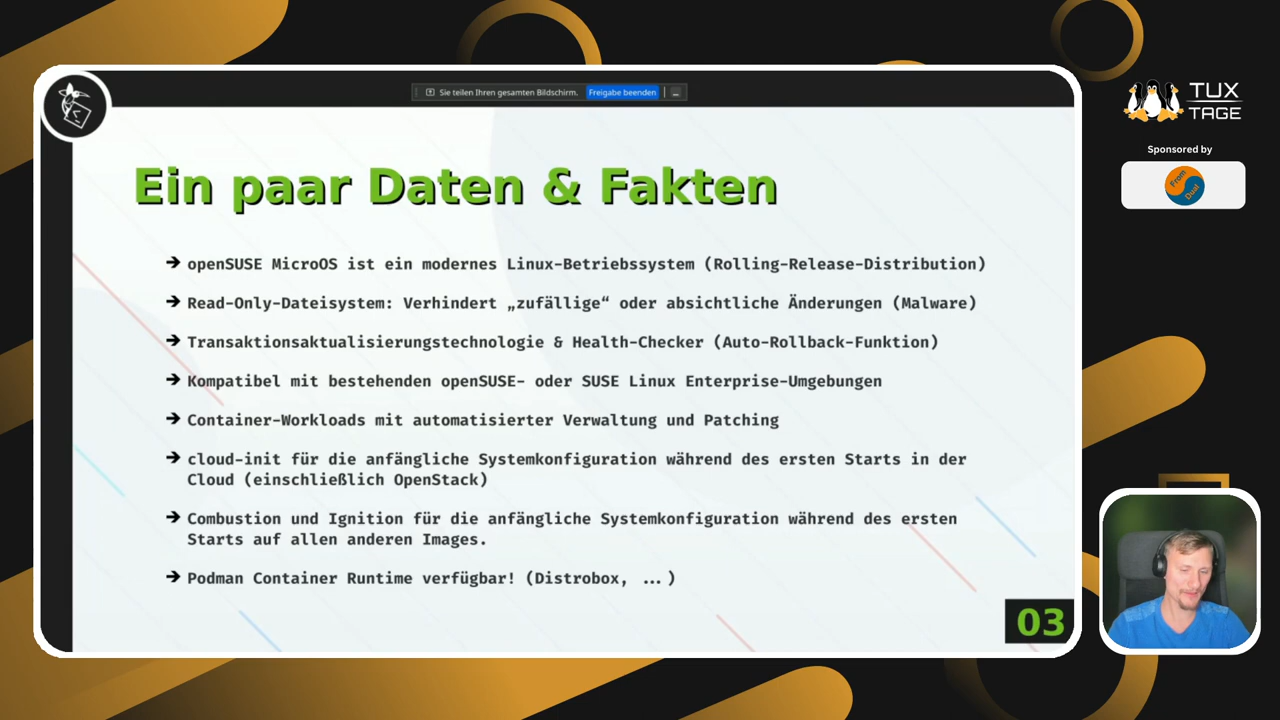 Sie teilen Ihren gesamten Bildschirm. Freigabe beenden
TUX
TAGE
Sponsored by
From
Dual
Ein paar Daten & Fakten
➔ openSUSE MicroOS ist ein modernes Linux-Betriebssystem (Rolling-Release-Distribution)
➔ Read-Only-Dateisystem: Verhindert „zufällige“ oder absichtliche Änderungen (Malware)
➔ Transaktionsaktualisierungstechnologie & Health-Checker (Auto-Rollback-Funktion)
➔ Kompatibel mit bestehenden openSUSE- oder SUSE Linux Enterprise-Umgebungen
➔ Container-Workloads mit automatisierter Verwaltung und Patching
➔ cloud-init für die anfängliche Systemkonfiguration während des ersten Starts in der
Cloud (einschließlich OpenStack)
➔ Combustion und Ignition für die anfängliche Systemkonfiguration während des ersten
Starts auf allen anderen Images.
➔ Podman Container Runtime verfügbar! (Distrobox, ...)
03